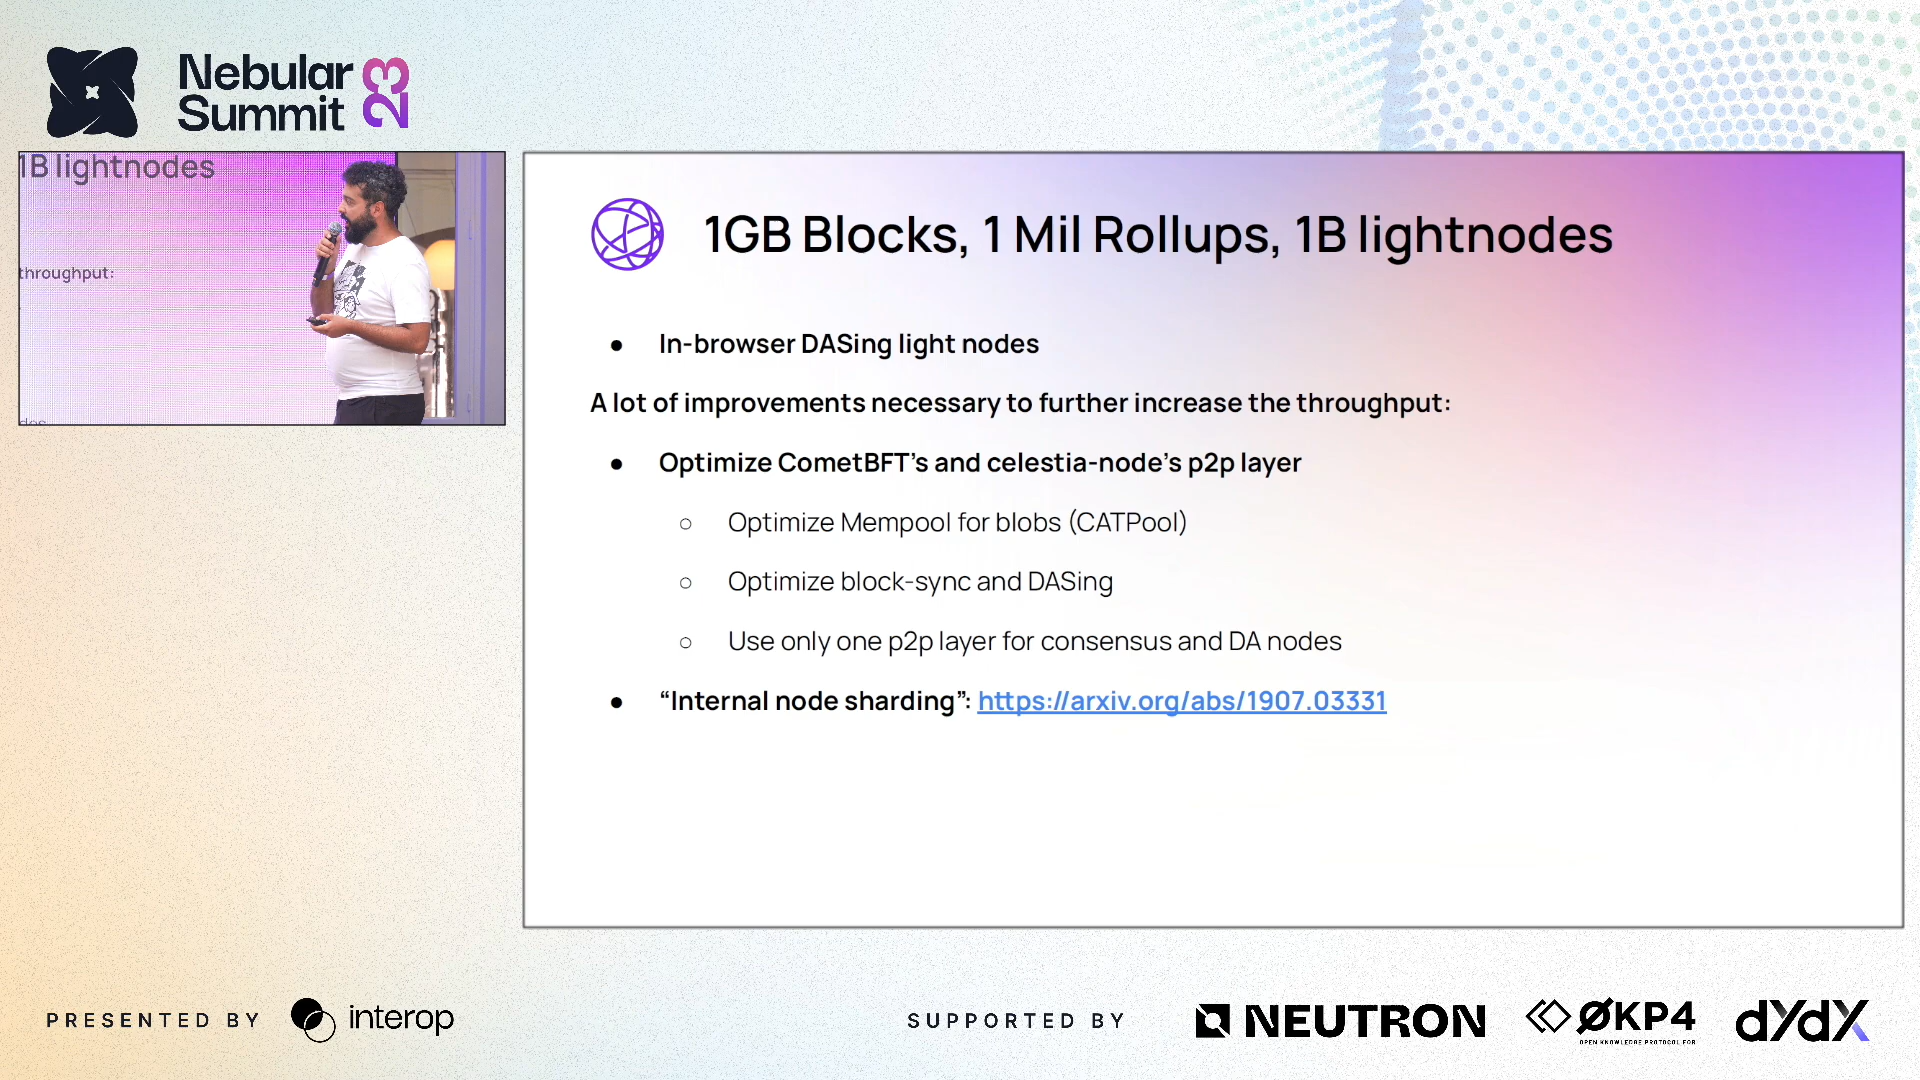 Nebular
Summit 23
1B lightnodes
throughput:
des
1GB Blocks, 1 Mil Rollups, 1B lightnodes
● In-browser DASing light nodes
A lot of improvements necessary to further increase the throughput:
● Optimize CometBFT’s and celestia-node’s p2p layer
○ Optimize Mempool for blobs (CATPool)
○ Optimize block-sync and DASing
○ Use only one p2p layer for consensus and DA nodes
● “Internal node sharding”: https://arxiv.org/abs/1907.03331
PRESENTED BY interop
SUPPORTED BY NEUTRON ØKP4 dYdX
OPEN KNOWLEDGE PROTOCOL FOR